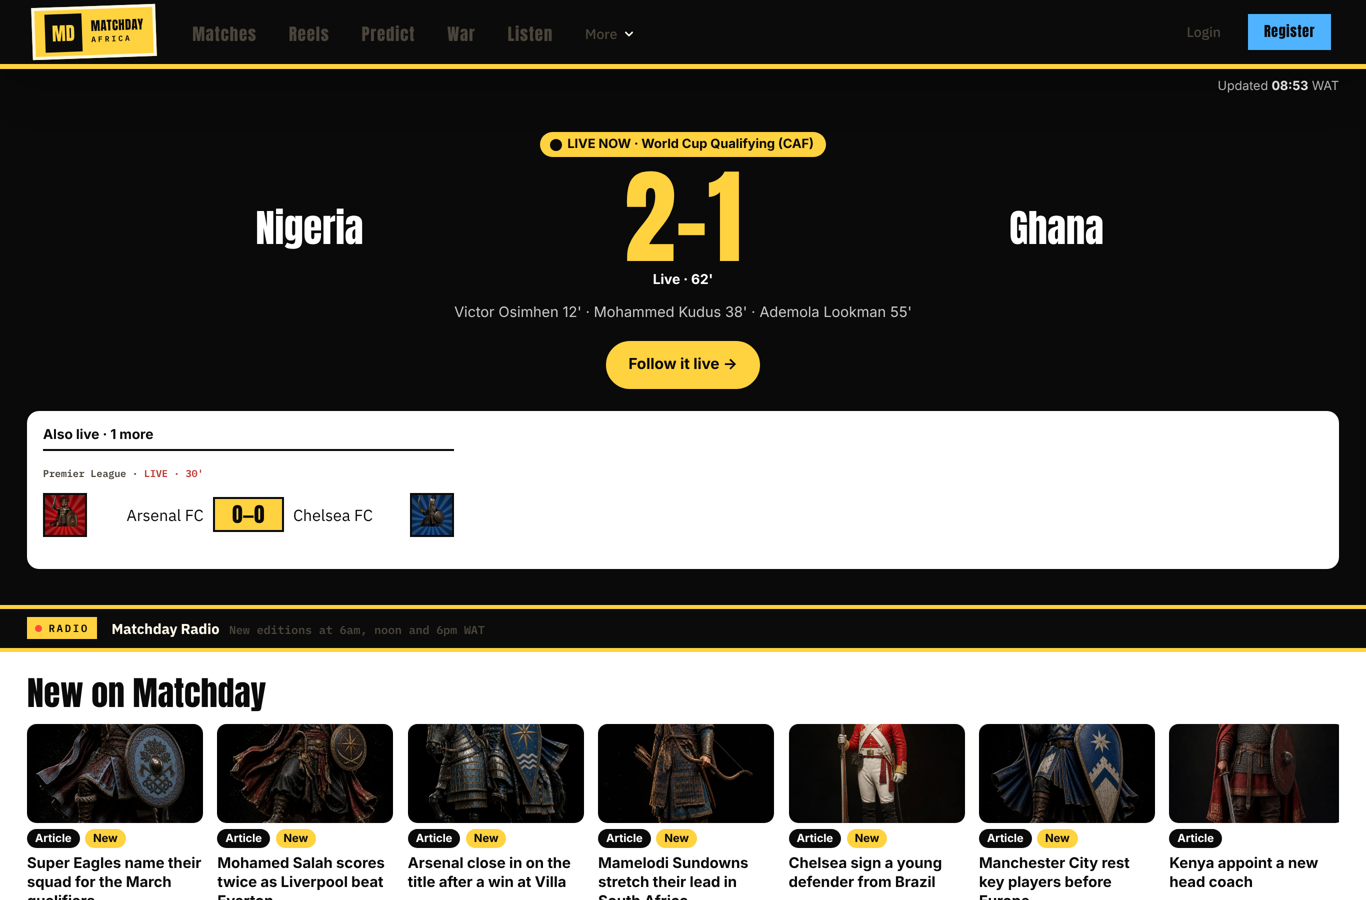 MD MATCHDAY AFRICA
Matches Reels Predict War Listen More Login Register
Updated 08:53 WAT
LIVE NOW · World Cup Qualifying (CAF)
Nigeria 2-1 Ghana
Live · 62'
Victor Osimhen 12' · Mohammed Kudus 38' · Ademola Lookman 55'
Follow it live →
Also live · 1 more
Premier League · LIVE · 30'
Arsenal FC 0–0 Chelsea FC
RADIO Matchday Radio New editions at 6am, noon and 6pm WAT
New on Matchday
Article New
Super Eagles name their
squad for the March
qualifiers
Article New
Mohamed Salah scores
twice as Liverpool beat
Everton
Article New
Arsenal close in on the
title after a win at Villa
Article New
Mamelodi Sundowns
stretch their lead in
South Africa
Article New
Chelsea sign a young
defender from Brazil
Article New
Manchester City rest
key players before
Europe
Article
Kenya appoint a new
head coach